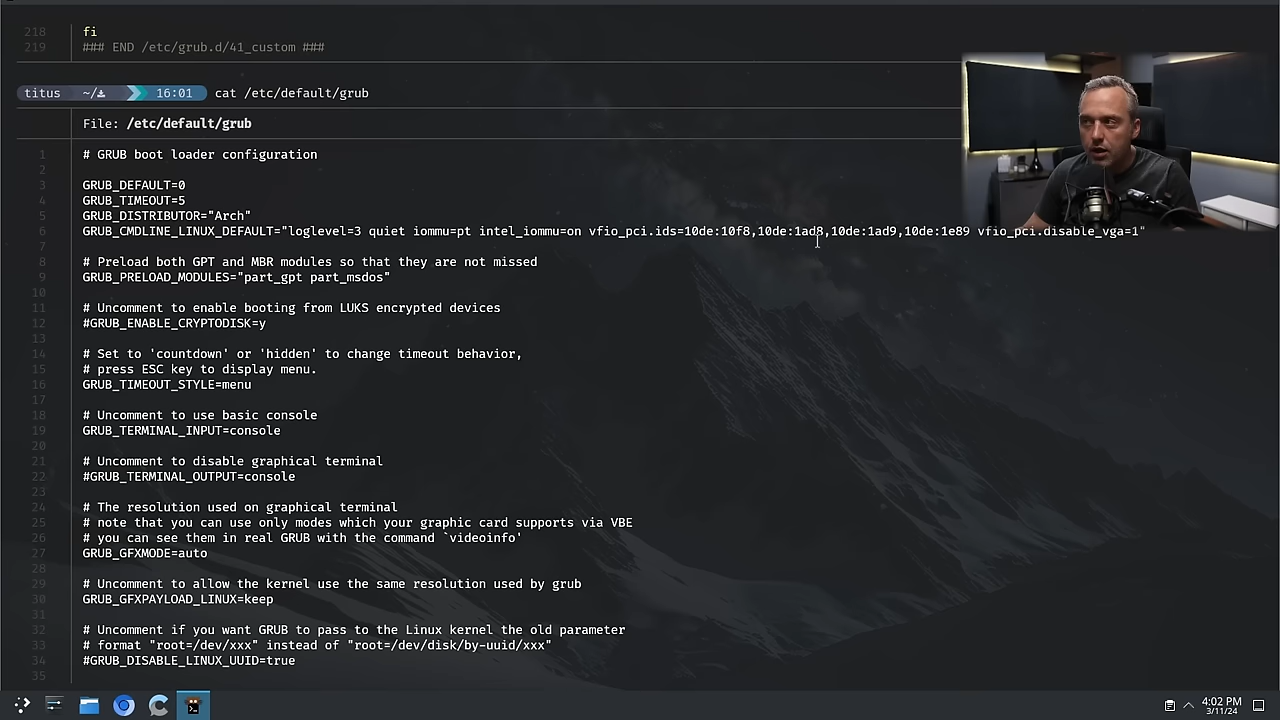 218 fi
219 ### END /etc/grub.d/41_custom ###
titus ~/ 16:01 cat /etc/default/grub
File: /etc/default/grub
1 # GRUB boot loader configuration
2
3 GRUB_DEFAULT=0
4 GRUB_TIMEOUT=5
5 GRUB_DISTRIBUTOR="Arch"
6 GRUB_CMDLINE_LINUX_DEFAULT="loglevel=3 quiet iommu=pt intel_iommu=on vfio_pci.ids=10de:10f8,10de:1ad8,10de:1ad9,10de:1e89 vfio_pci.disable_vga=1"
7
8 # Preload both GPT and MBR modules so that they are not missed
9 GRUB_PRELOAD_MODULES="part_gpt part_msdos"
10
11 # Uncomment to enable booting from LUKS encrypted devices
12 #GRUB_ENABLE_CRYPTODISK=y
13
14 # Set to 'countdown' or 'hidden' to change timeout behavior,
15 # press ESC key to display menu.
16 GRUB_TIMEOUT_STYLE=menu
17
18 # Uncomment to use basic console
19 GRUB_TERMINAL_INPUT=console
20
21 # Uncomment to disable graphical terminal
22 #GRUB_TERMINAL_OUTPUT=console
23
24 # The resolution used on graphical terminal
25 # note that you can use only modes which your graphic card supports via VBE
26 # you can see them in real GRUB with the command `videoinfo'
27 GRUB_GFXMODE=auto
28
29 # Uncomment to allow the kernel use the same resolution used by grub
30 GRUB_GFXPAYLOAD_LINUX=keep
31
32 # Uncomment if you want GRUB to pass to the Linux kernel the old parameter
33 # format "root=/dev/xxx" instead of "root=/dev/disk/by-uuid/xxx"
34 #GRUB_DISABLE_LINUX_UUID=true
35
4:02 PM
3/11/24